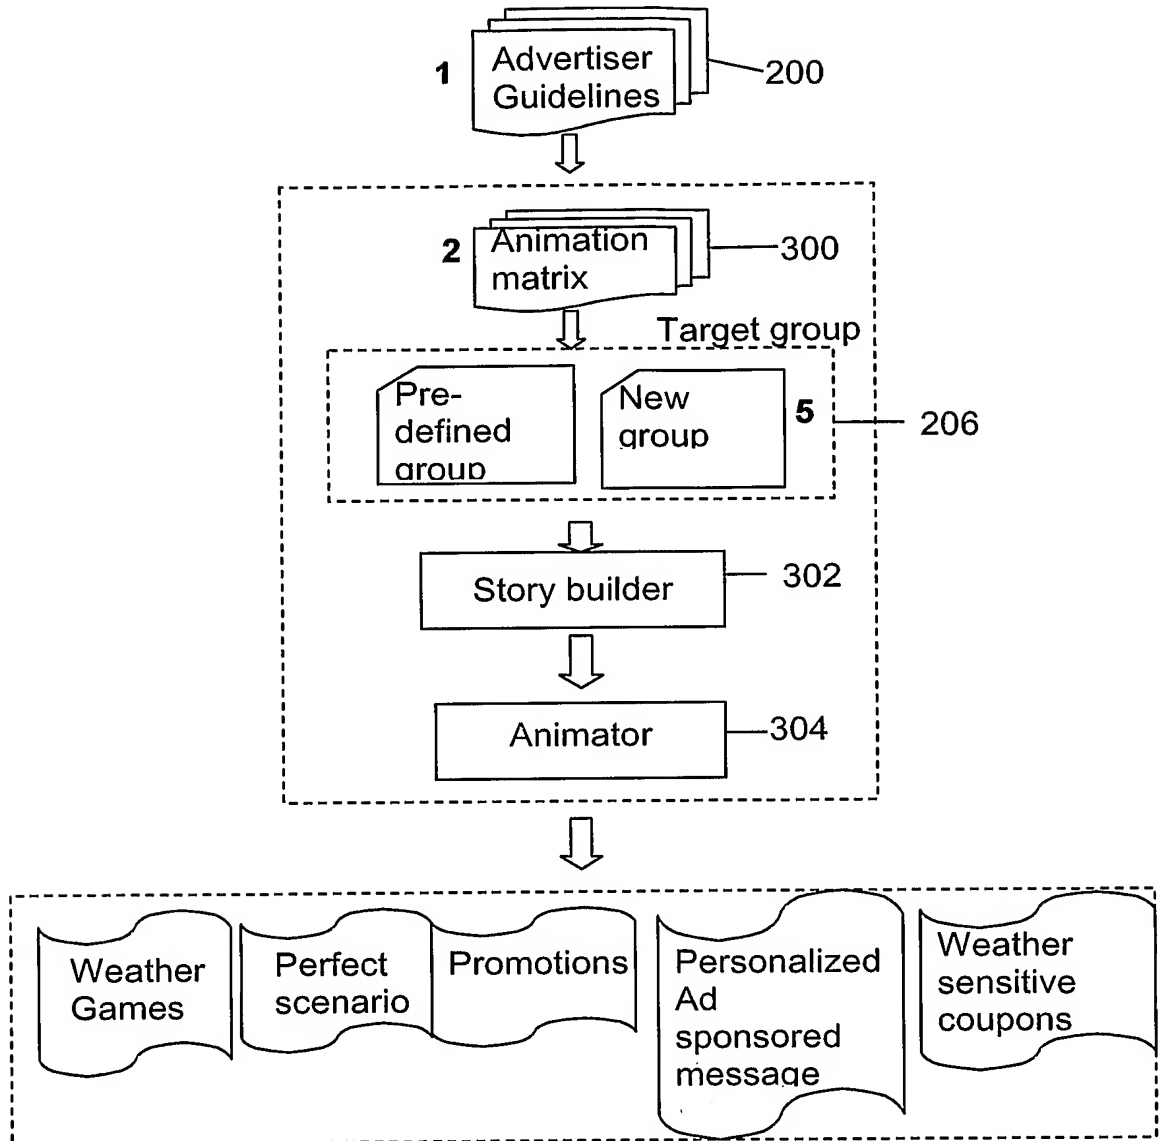 1
Advertiser
Guidelines
200
2
Animation
matrix
300
Target group
Pre-
defined
group
New
group
5
206
Story builder
302
Animator
304
Weather
Games
Perfect
scenario
Promotions
Personalized
Ad
sponsored
message
Weather
sensitive
coupons